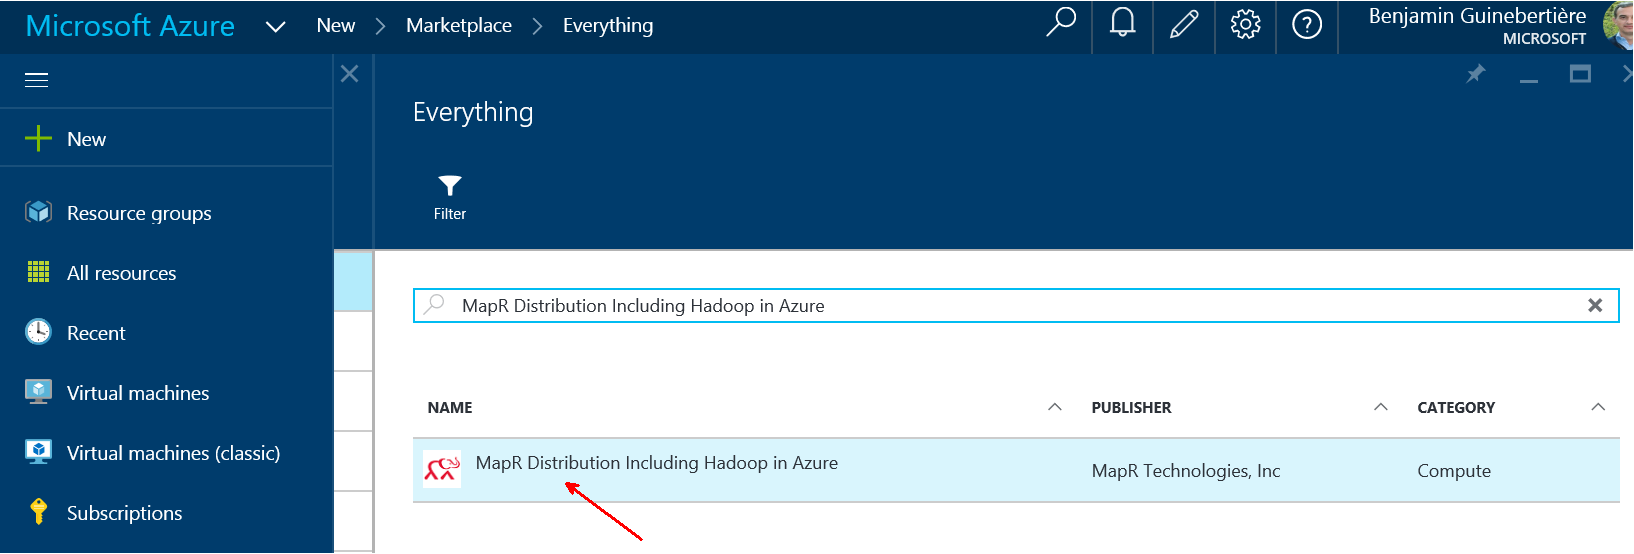 Microsoft Azure
New
Marketplace
Everything
Benjamin Guinebertière
MICROSOFT
New
Resource groups
All resources
Recent
Virtual machines
Virtual machines (classic)
Subscriptions
Everything
Filter
MapR Distribution Including Hadoop in Azure
NAME
PUBLISHER
CATEGORY
MapR Distribution Including Hadoop in Azure
MapR Technologies, Inc
Compute